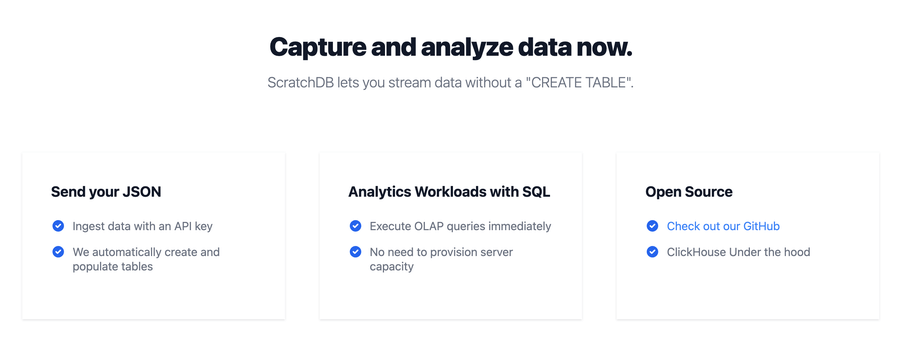 Capture and analyze data now.
ScratchDB lets you stream data without a "CREATE TABLE".
Send your JSON
Ingest data with an API key
We automatically create and
populate tables
Analytics Workloads with SQL
Execute OLAP queries immediately
No need to provision server
capacity
Open Source
Check out our GitHub
ClickHouse Under the hood